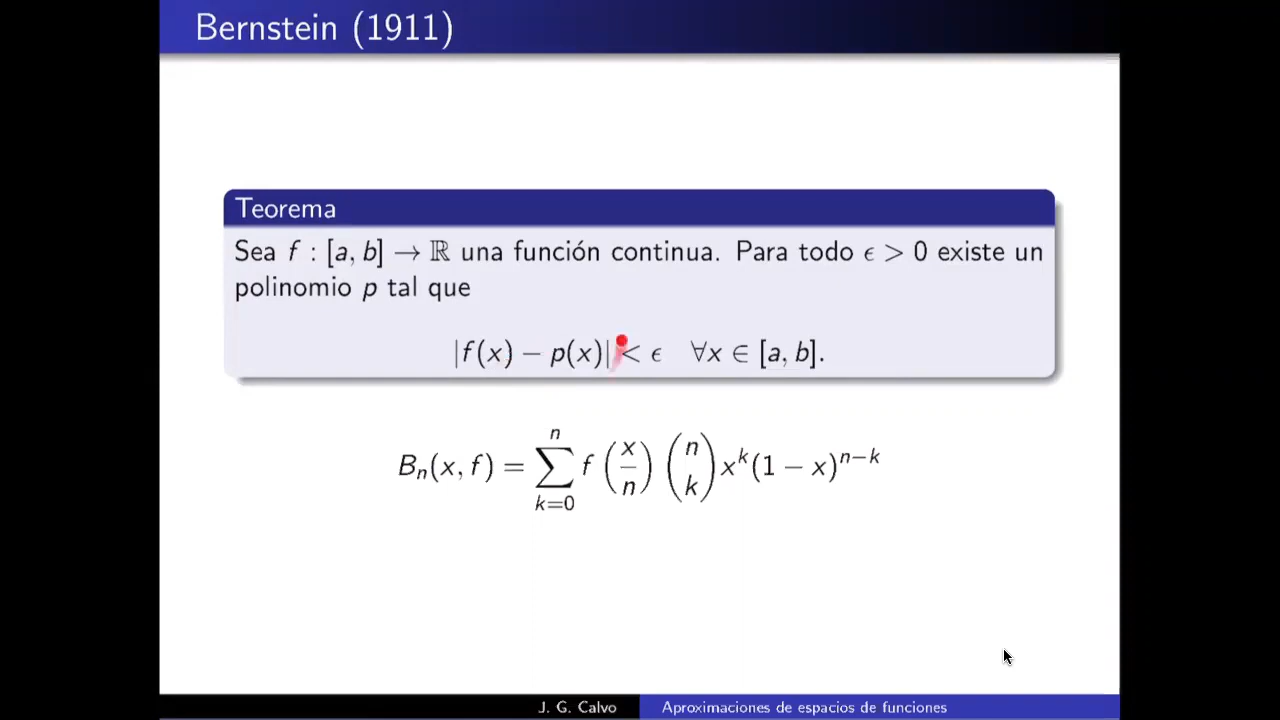 Bernstein (1911)
Teorema
Sea f : [a, b] → ℝ una función continua. Para todo ϵ > 0 existe un
polinomio p tal que
|f(x) − p(x)| < ϵ ∀x ∈ [a, b].
B_n(x, f) = ∑_{k=0}^{n} f(x/n) (n k) x^k(1 − x)^{n−k}
J. G. Calvo Aproximaciones de espacios de funciones